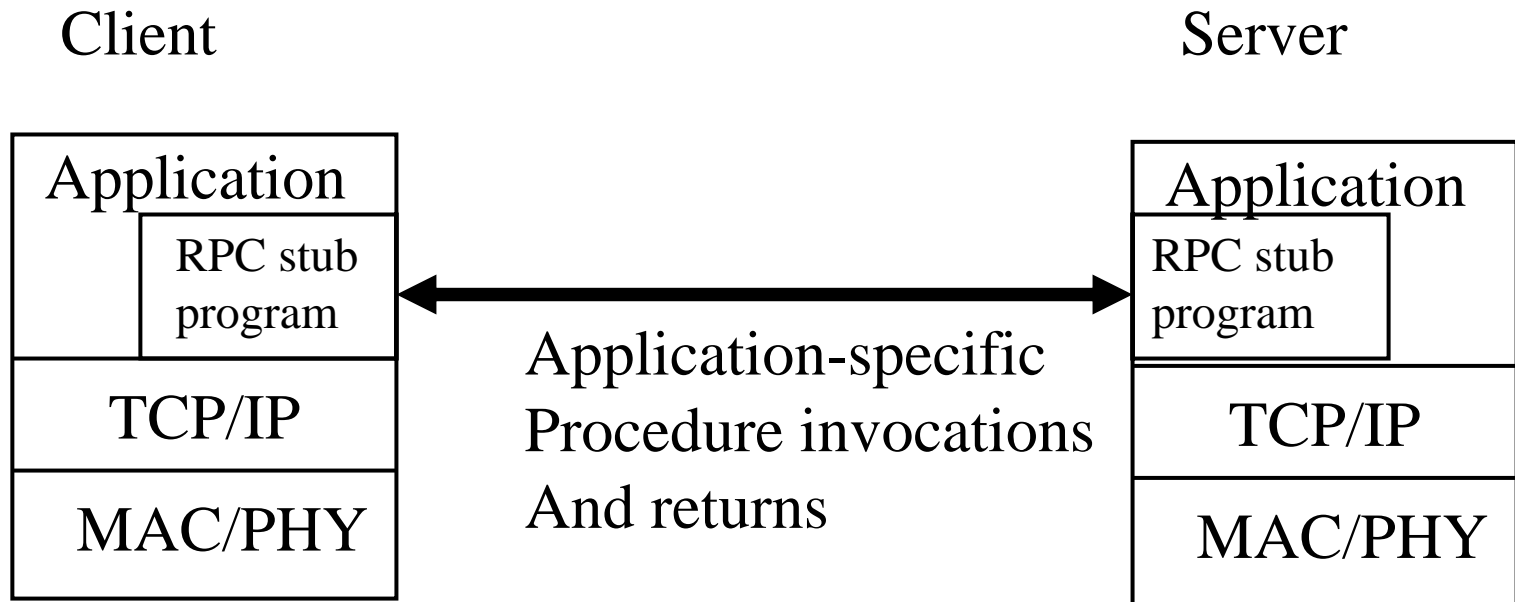 Client
Server
Application
RPC stub
program
TCP/IP
MAC/PHY
Application-specific
Procedure invocations
And returns
Application
RPC stub
program
TCP/IP
MAC/PHY